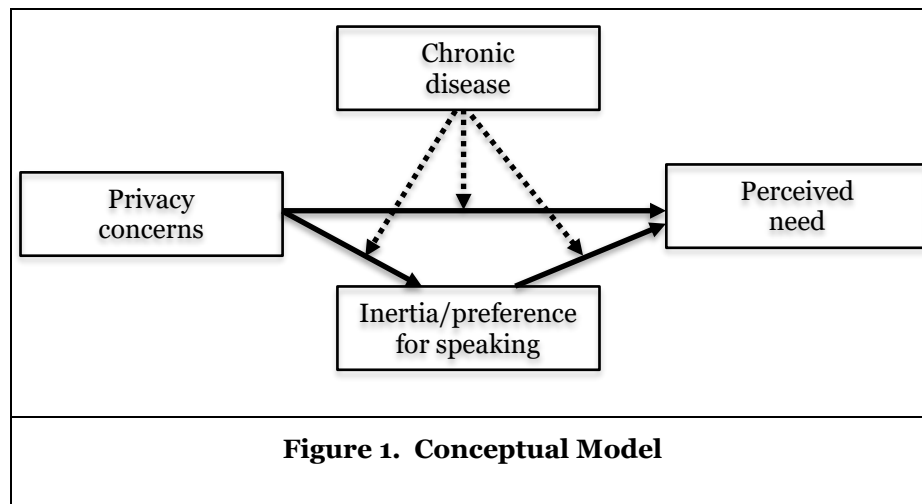 Chronic
disease
Privacy
concerns
Perceived
need
Inertia/preference
for speaking
Figure 1. Conceptual Model